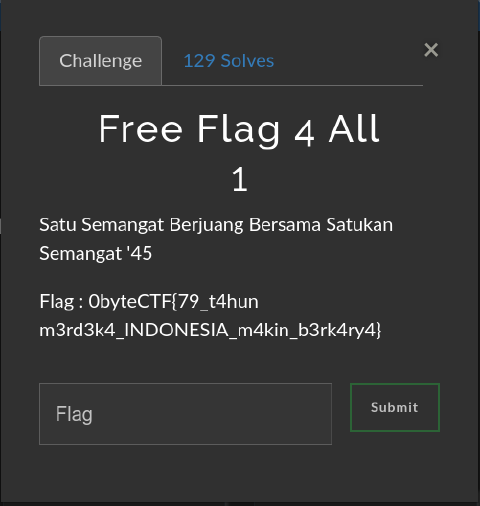 Challenge
129 Solves
×
Free Flag 4 All
1
Satu Semangat Berjuang Bersama Satukan
Semangat '45
Flag : 0byteCTF{79_t4hun
m3rd3k4_INDONESIA_m4kin_b3rk4ry4}
Flag
Submit